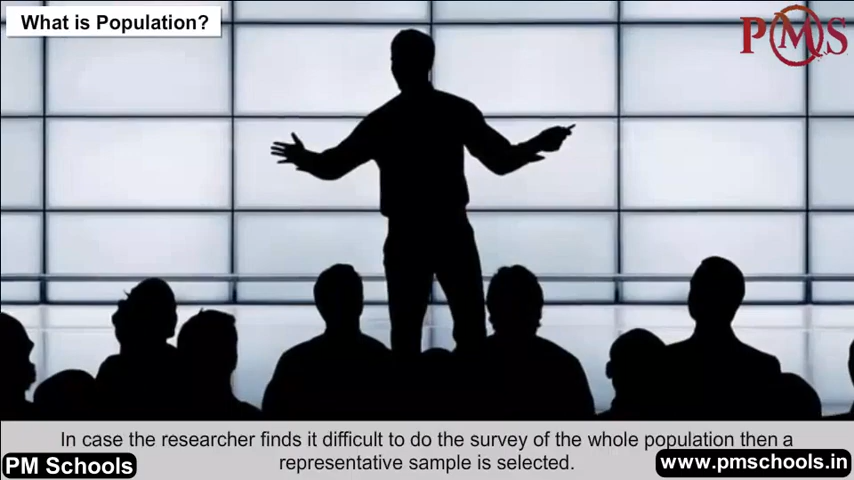 What is Population?
PMS
In case the researcher finds it difficult to do the survey of the whole population then a
representative sample is selected.
PM Schools
www.pmschools.in